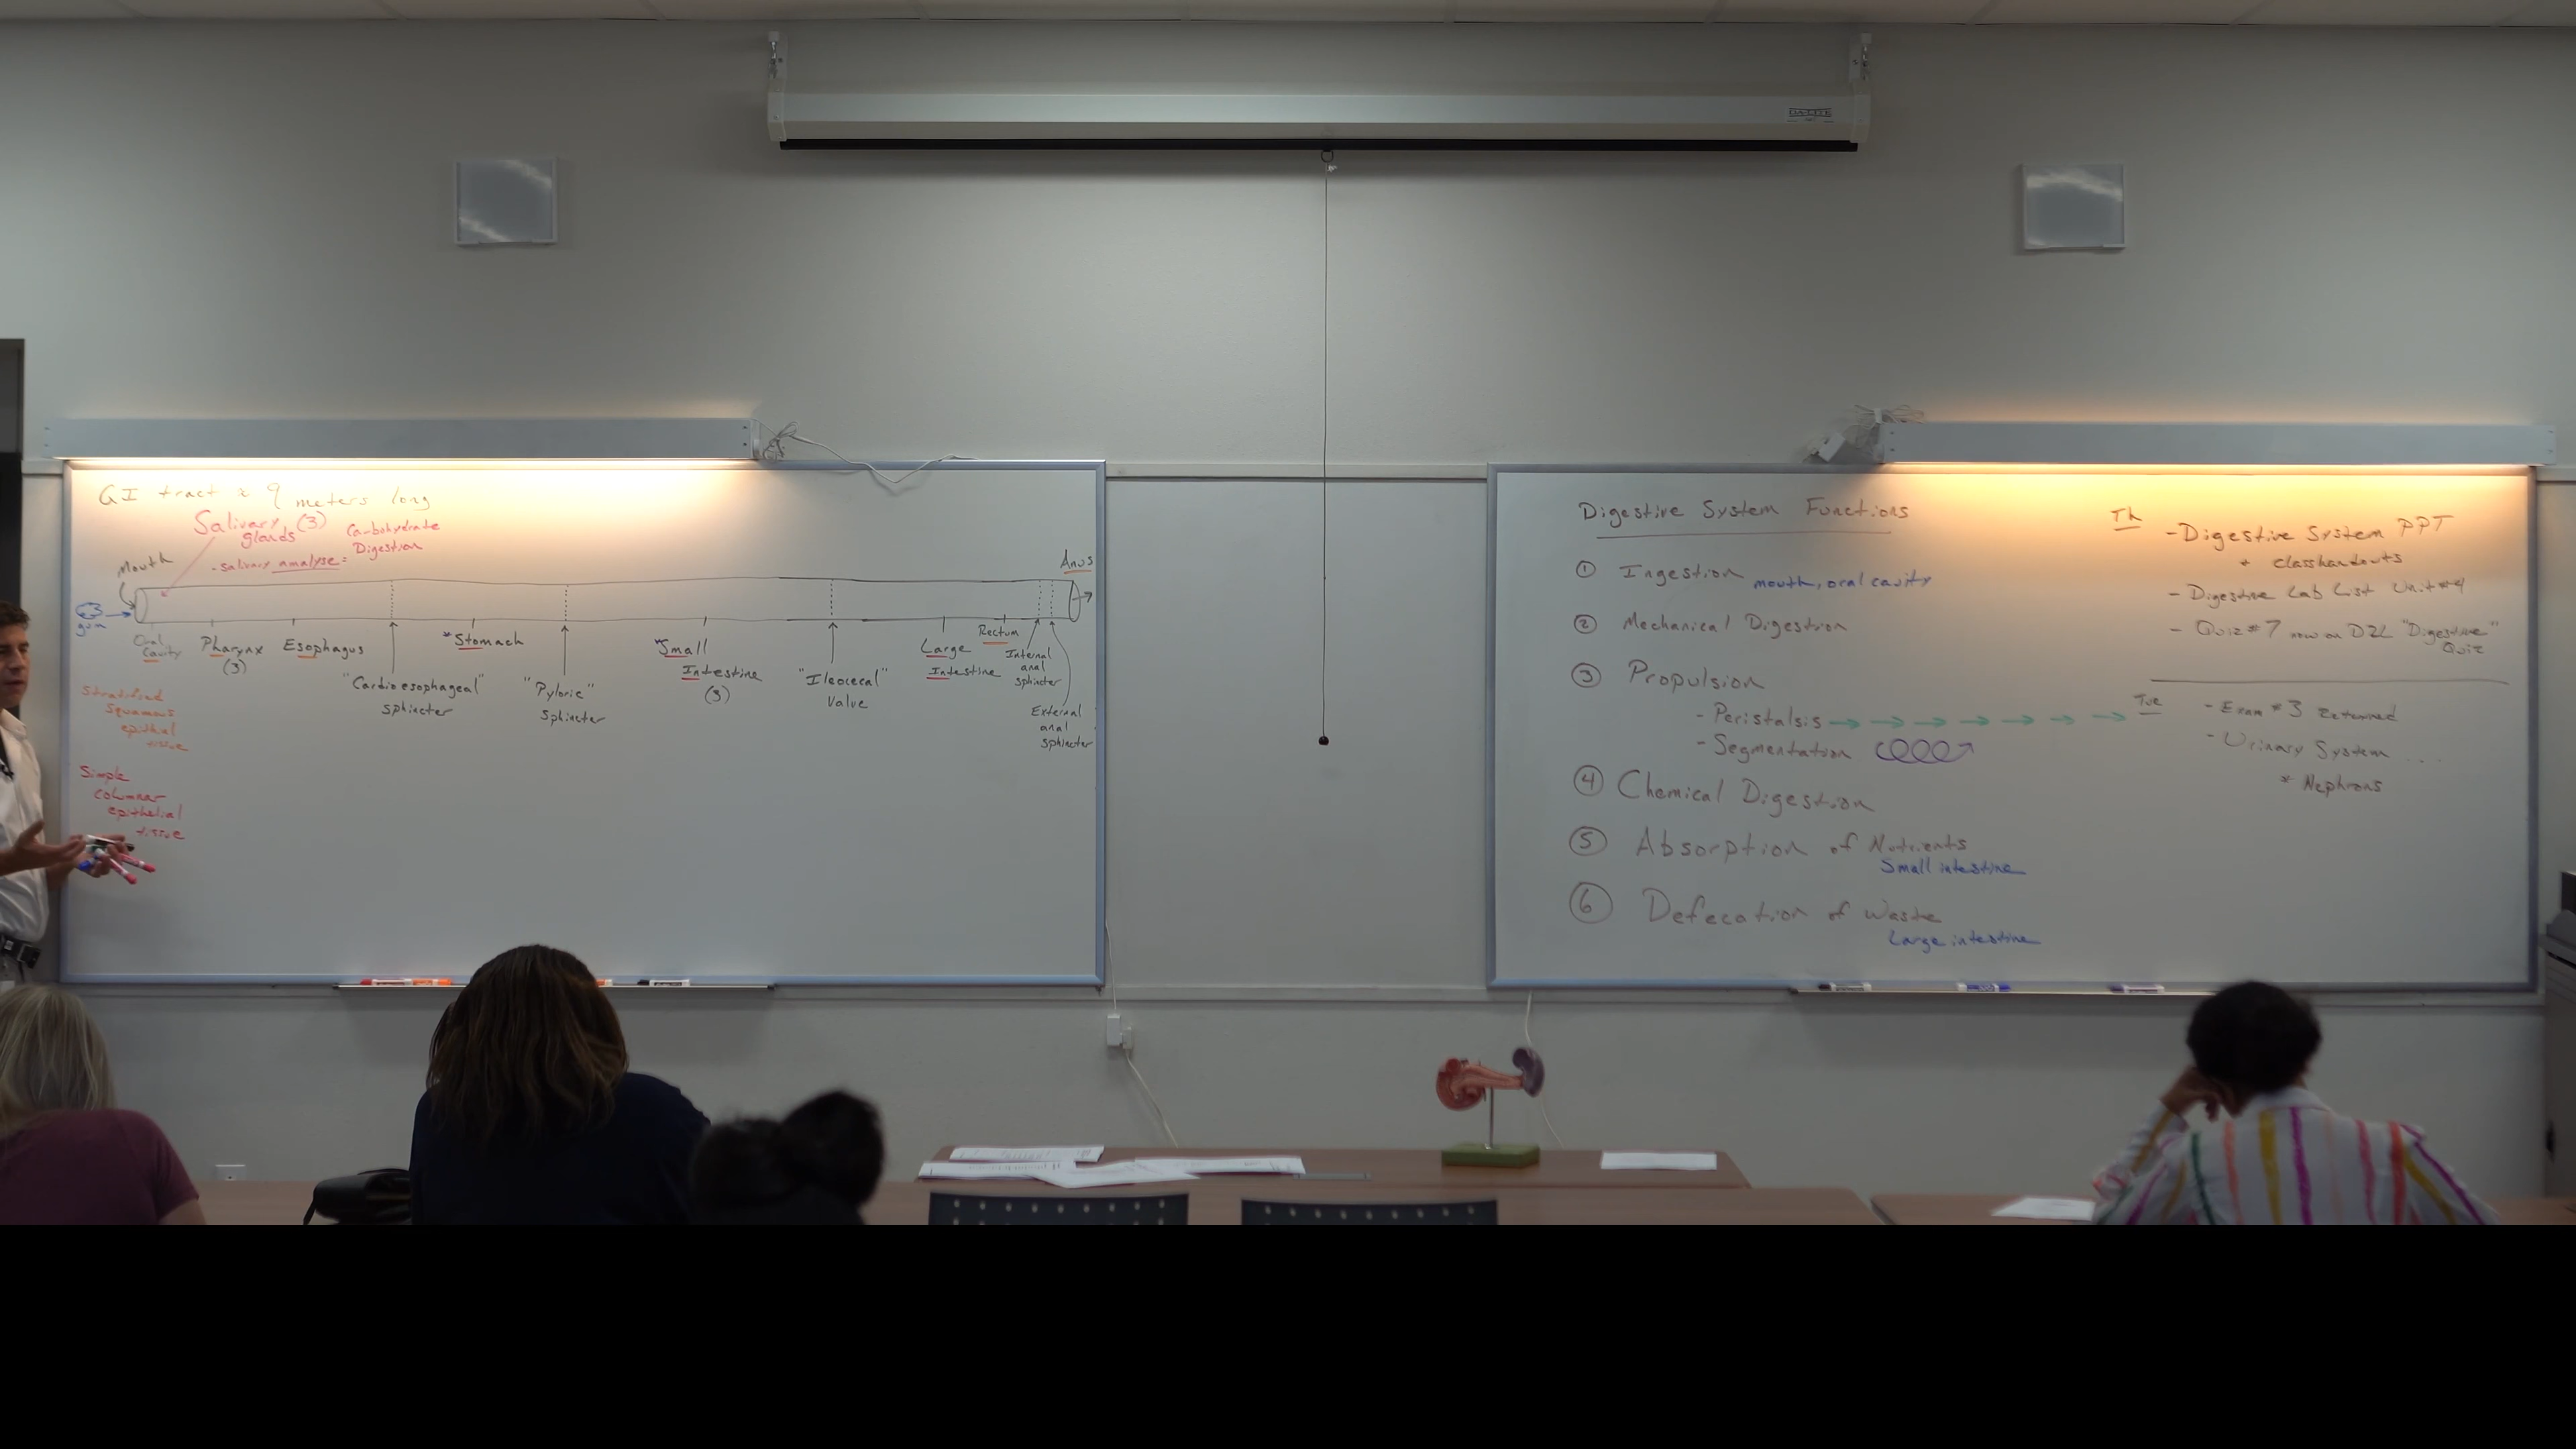 GI tract ≈ 9 meters long
Salivary (3)
glands
Carbohydrate
Digestion
- salivary amalyse =
Mouth
Anus
gum
Oral
Cavity
Pharynx
(3)
Esophagus
"Cardioesophageal"
sphincter
*Stomach
"Pyloric"
sphincter
*Small
Intestine
(3)
"Ileocecal"
Valve
Large
Intestine
Rectum
Internal
anal
sphincter
External
anal
sphincter
Stratified
squamous
epithial
tissue
Simple
columnar
epithelial
tissue
Digestive System Functions
① Ingestion mouth, oral cavity
② Mechanical Digestion
③ Propulsion
- Peristalsis → → → → → → →
- Segmentation
④ Chemical Digestion
⑤ Absorption of Nutrients
Small intestine
⑥ Defecation of Waste
Large intestine
Th
- Digestive System PPT
+ class handouts
- Digestive Lab List Unit #4
- Quiz #7 now on D2L "Digestive"
Quiz
Tue
- Exam #3 Returned
- Urinary System ...
* Nephrons